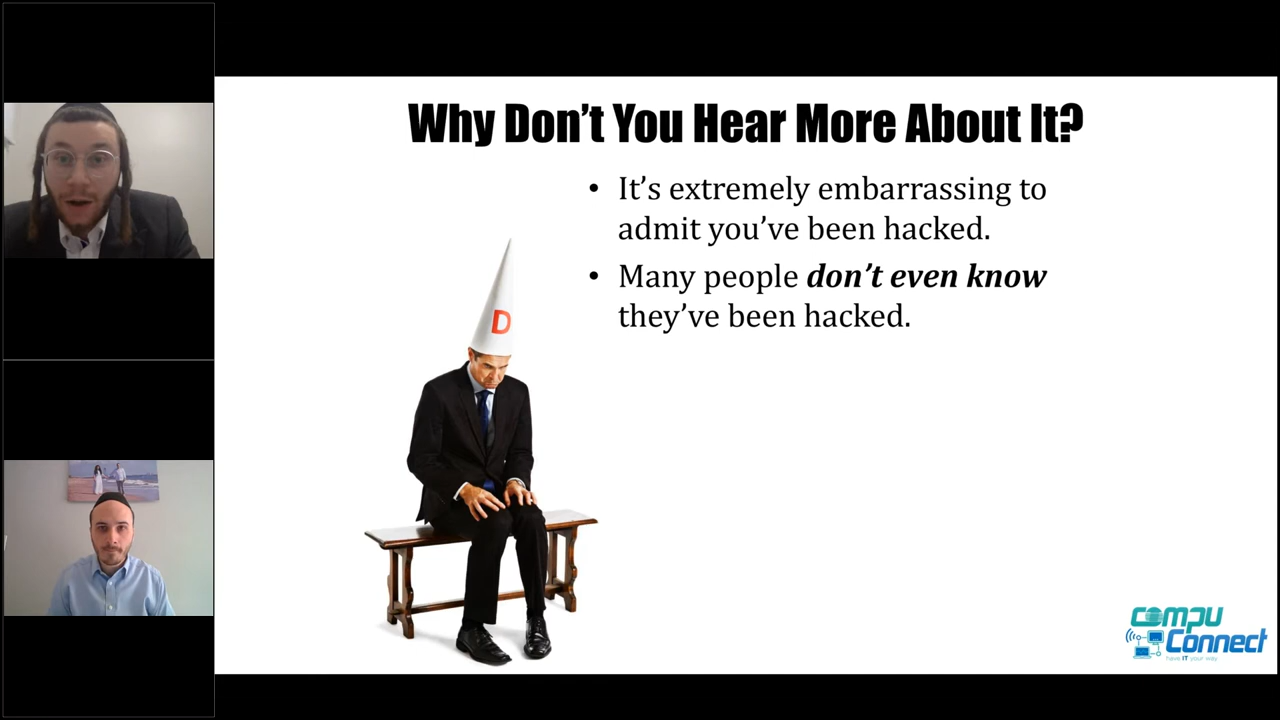 Why Don’t You Hear More About It?
• It’s extremely embarrassing to
admit you’ve been hacked.
• Many people don’t even know
they’ve been hacked.
D
compu
Connect
have IT your way